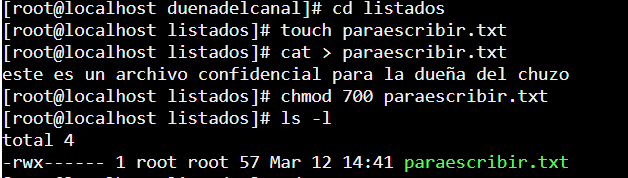 [root@localhost duenadelcanal]# cd listados
[root@localhost listados]# touch paraescribir.txt
[root@localhost listados]# cat > paraescribir.txt
este es un archivo confidencial para la dueña del chuzo
[root@localhost listados]# chmod 700 paraescribir.txt
[root@localhost listados]# ls -l
total 4
-rwx------ 1 root root 57 Mar 12 14:41 paraescribir.txt